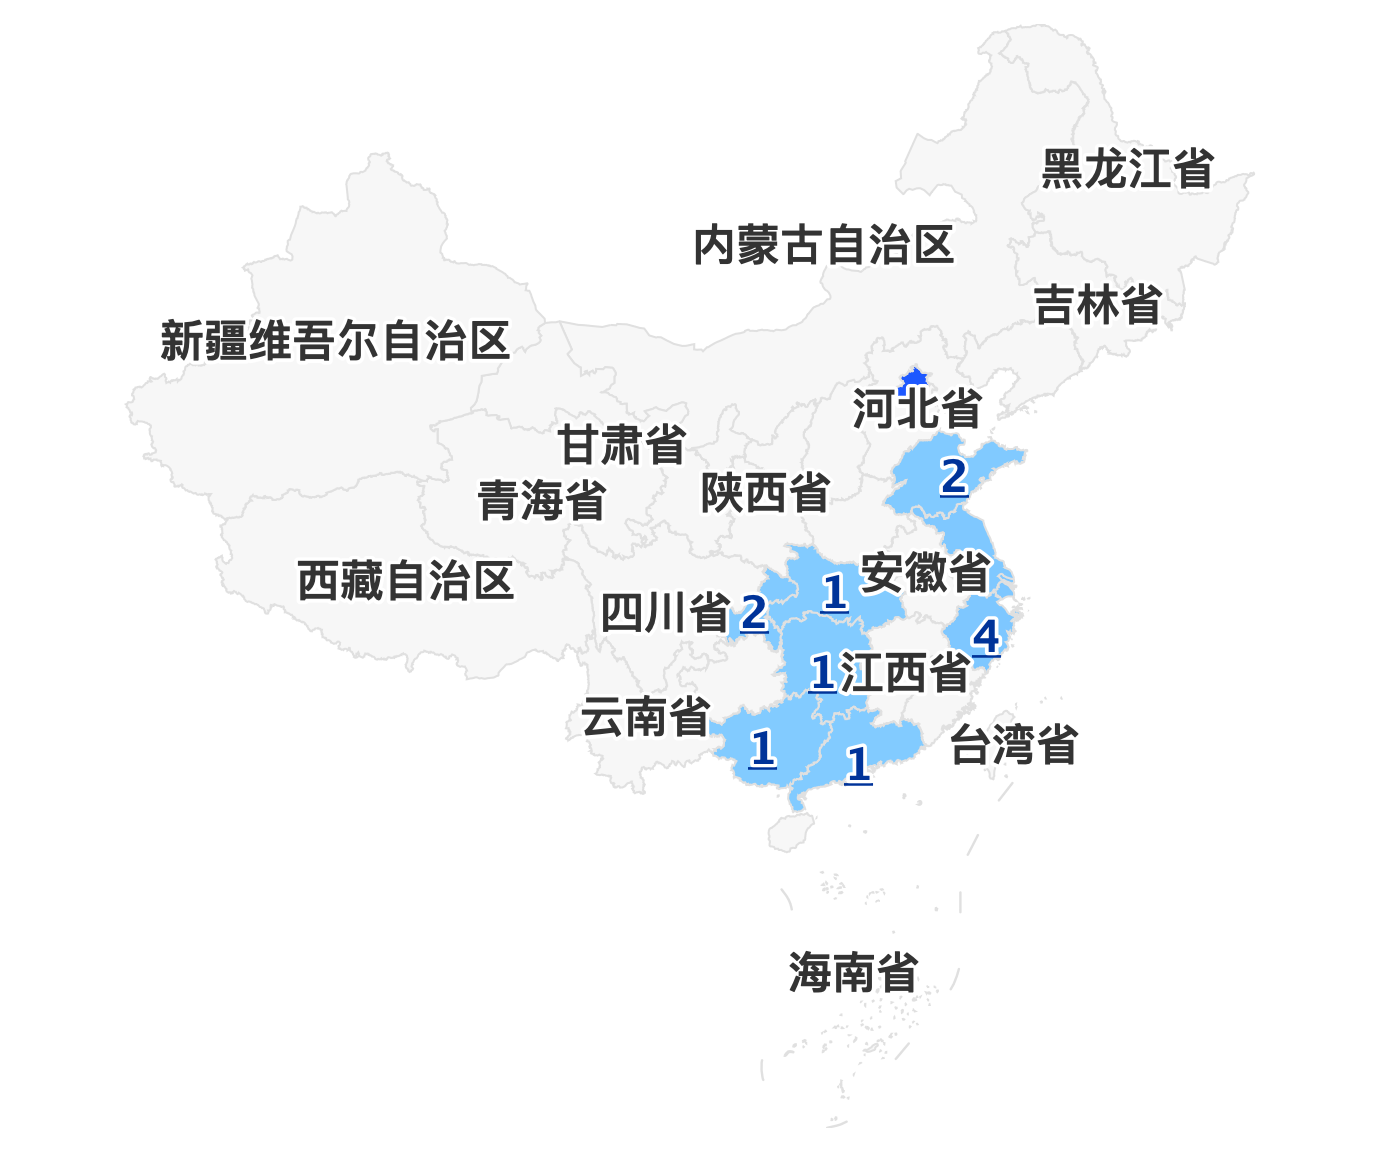 黑龙江省
内蒙古自治区
吉林省
新疆维吾尔自治区
河北省
甘肃省
2
陕西省
青海省
安徽省
西藏自治区
1
四川省
2
4
1
江西省
云南省
1
台湾省
1
海南省